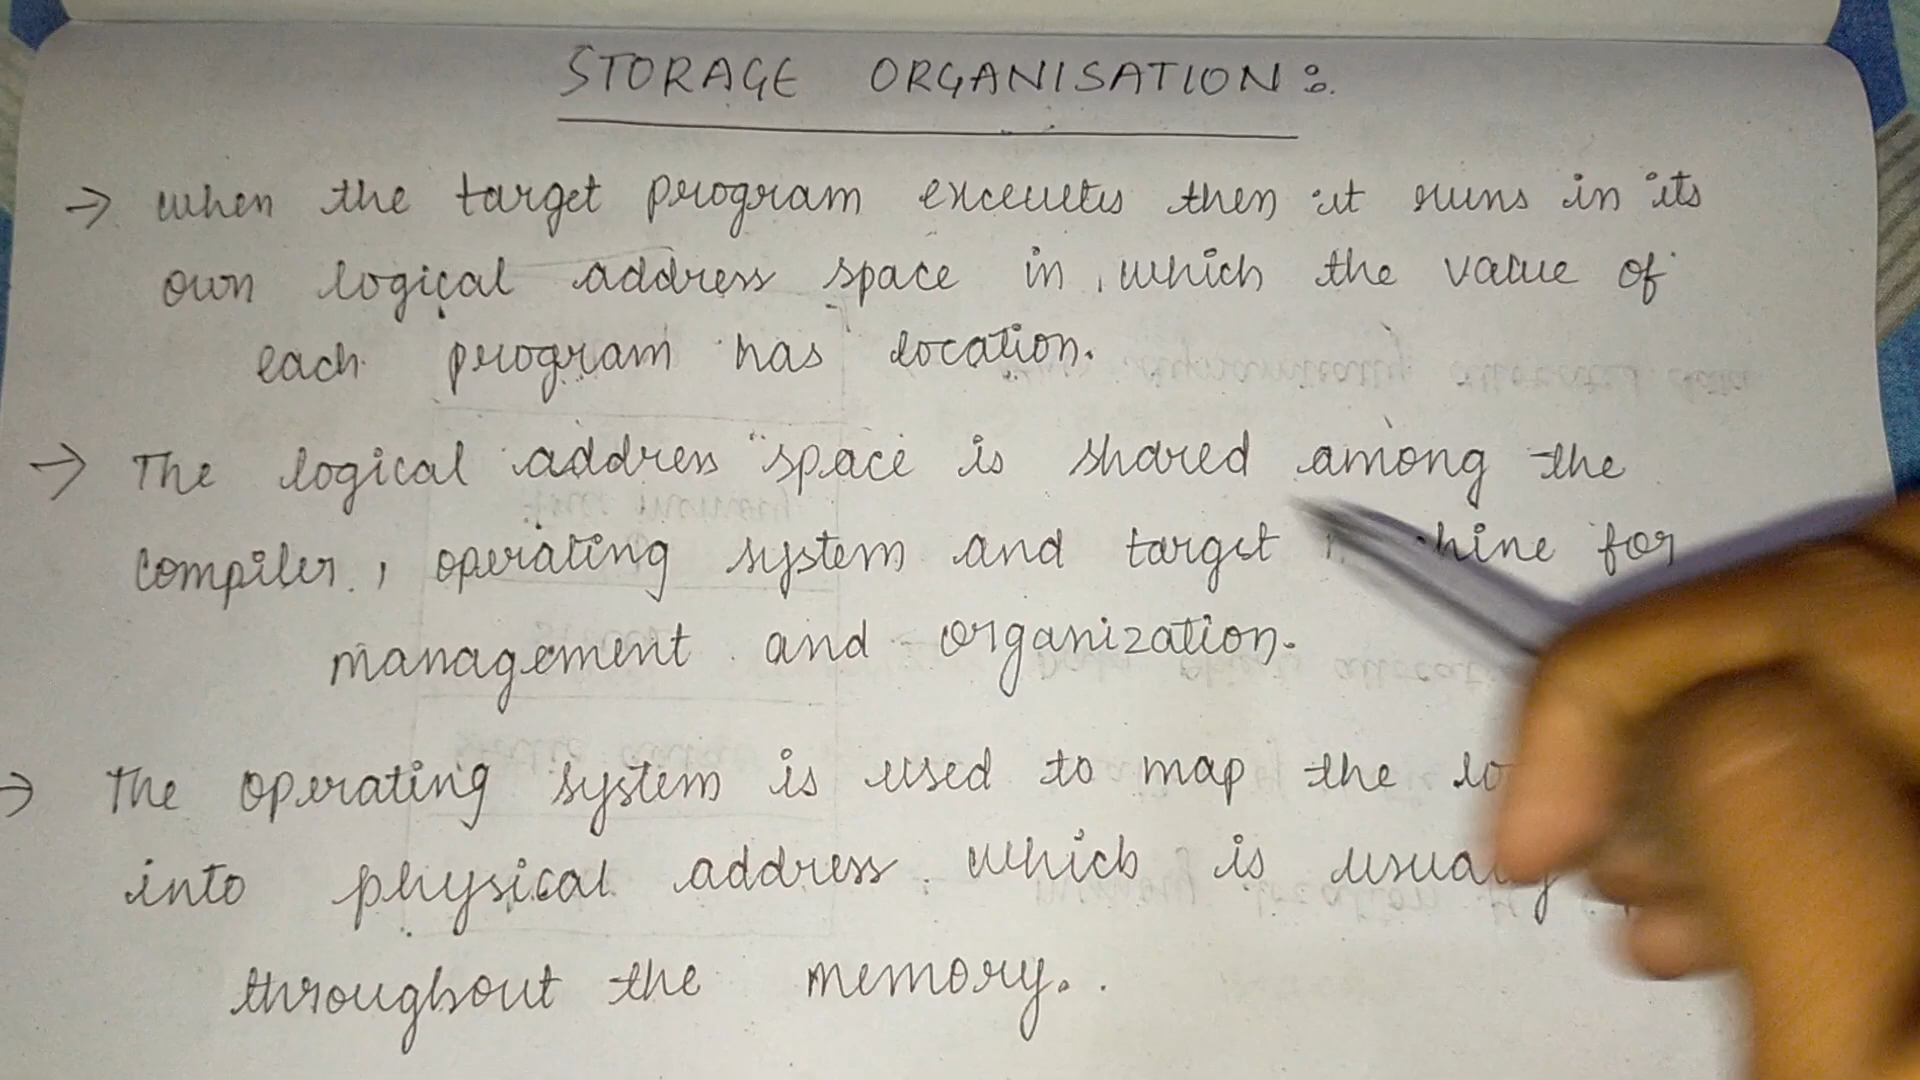 STORAGE ORGANISATION:
→ when the target program excecutes then it runs in its
own logical address space in which the value of
each program has location.
→ The logical address space is shared among the
compiler, operating system and target for
management and organization.
→ The operating system is used to map the
into physical address which is usually
throughout the memory.